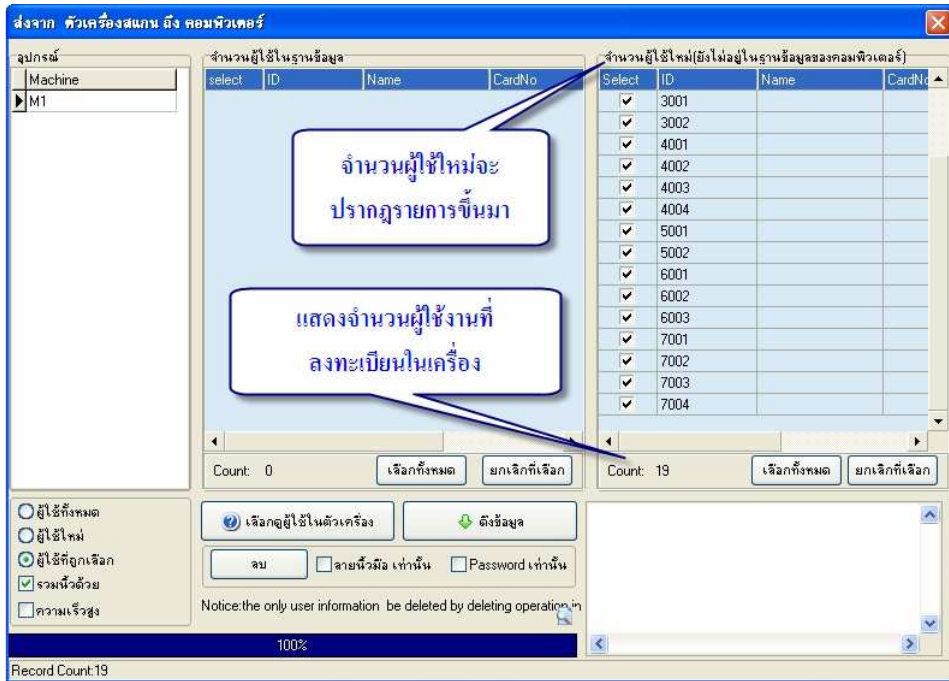 ส่งจาก ตัวเครื่องสแกน ถึง คอมพิวเตอร์
อุปกรณ์
Machine
M1
จำนวนผู้ใช้ในฐานข้อมูล
select ID Name CardNo
จำนวนผู้ใช้ใหม่จะ
ปรากฎรายการขึ้นมา
แสดงจำนวนผู้ใช้งานที่
ลงทะเบียนในเครื่อง
Count: 0
เลือกทั้งหมด
ยกเลิกที่เลือก
จำนวนผู้ใช้ใหม่(ยังไม่อยู่ในฐานข้อมูลของคอมพิวเตอร์)
Select ID Name CardNo
3001
3002
4001
4002
4003
4004
5001
5002
6001
6002
6003
7001
7002
7003
7004
Count: 19
เลือกทั้งหมด
ยกเลิกที่เลือก
ผู้ใช้ทั้งหมด
ผู้ใช้ใหม่
ผู้ใช้ที่ถูกเลือก
รวมนิ้วด้วย
ความเร็วสูง
เลือกดูผู้ใช้ในตัวเครื่อง
ดึงข้อมูล
ลบ
ลายนิ้วมือ เท่านั้น
Password เท่านั้น
Notice:the only user information be deleted by deleting operation in
100%
Record Count:19